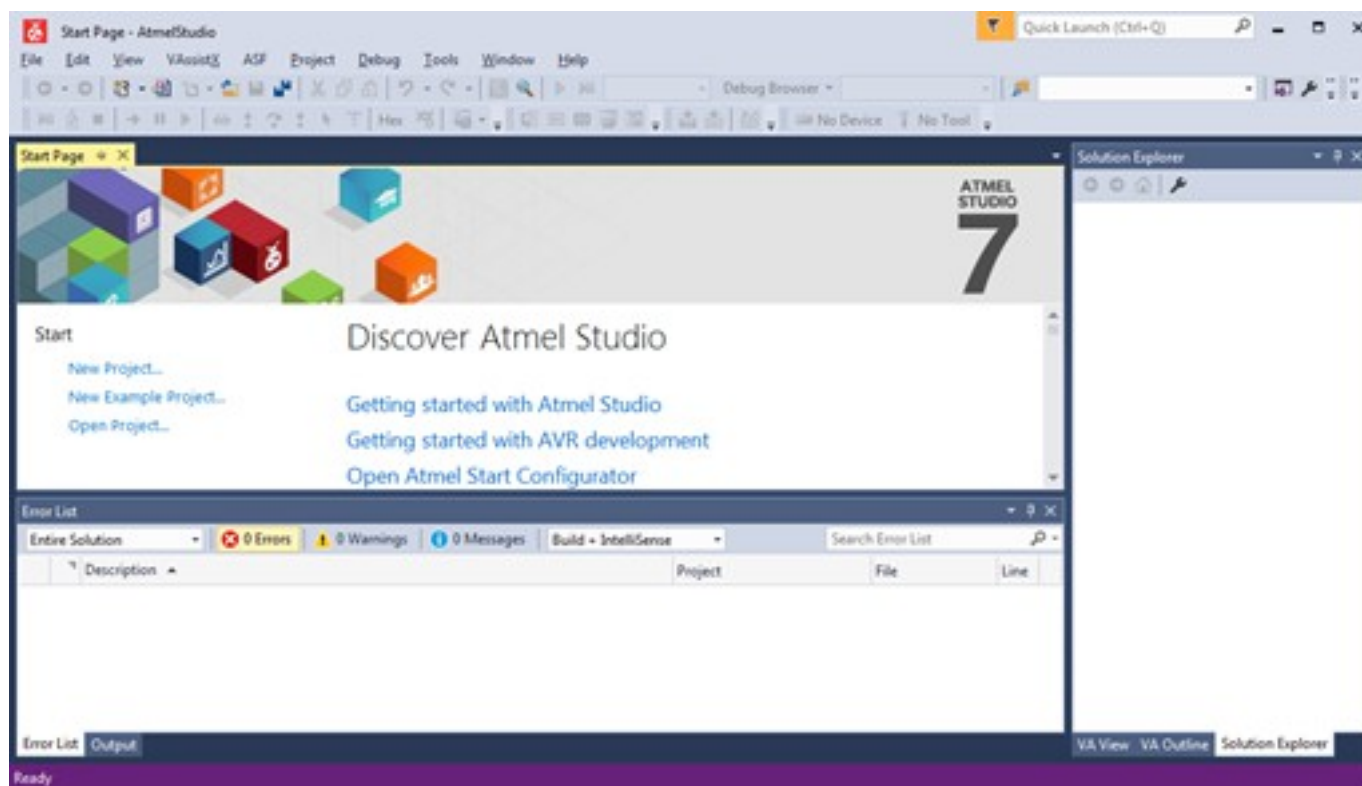 Start Page - AtmelStudio
Quick Launch (Ctrl+Q)
File Edit View VAssistX ASF Project Debug Tools Window Help
Debug Browser
Hex No Device No Tool
Start Page
Solution Explorer
ATMEL
STUDIO
7
Start
Discover Atmel Studio
New Project...
New Example Project...
Open Project...
Getting started with Atmel Studio
Getting started with AVR development
Open Atmel Start Configurator
Error List
Entire Solution 0 Errors 0 Warnings 0 Messages Build + IntelliSense Search Error List
Description Project File Line
Error List Output
VA View VA Outline Solution Explorer
Ready